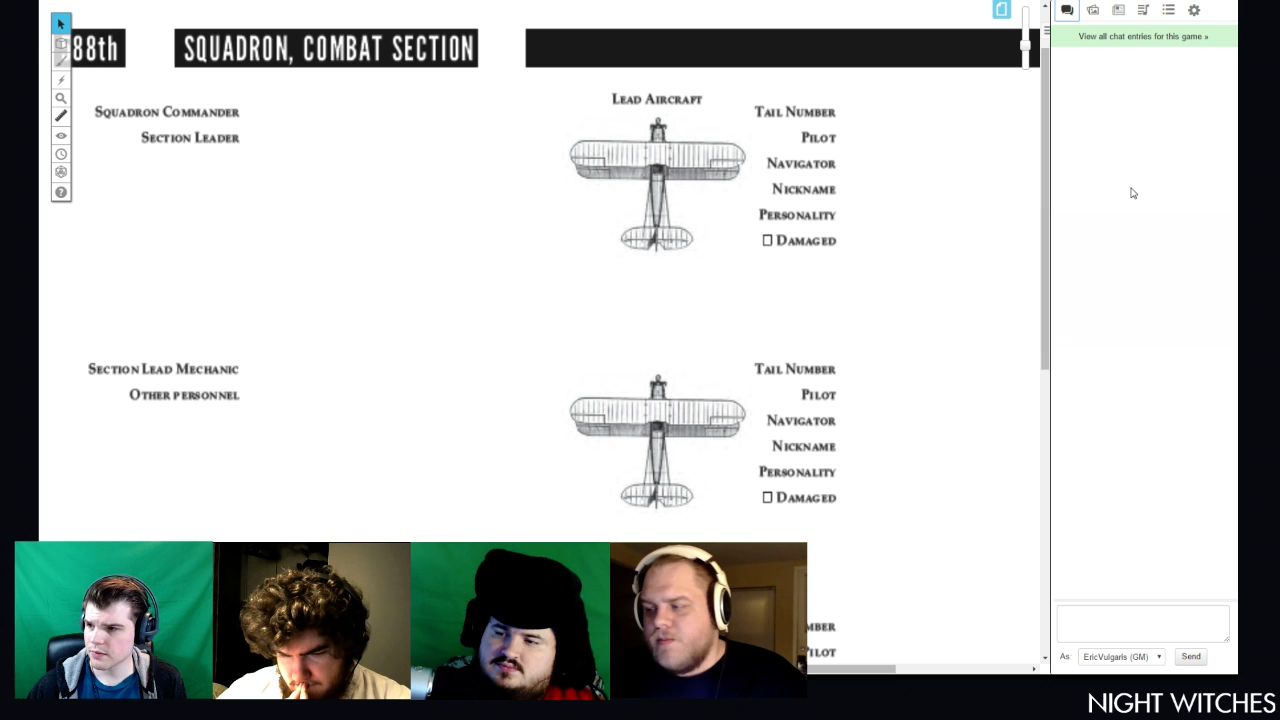 88th SQUADRON, COMBAT SECTION
View all chat entries for this game »
LEAD AIRCRAFT
SQUADRON COMMANDER
SECTION LEADER
TAIL NUMBER
PILOT
NAVIGATOR
NICKNAME
PERSONALITY
DAMAGED
SECTION LEAD MECHANIC
OTHER PERSONNEL
TAIL NUMBER
PILOT
NAVIGATOR
NICKNAME
PERSONALITY
DAMAGED
MBER
PILOT
As: EricVulgaris (GM) Send
NIGHT WITCHES